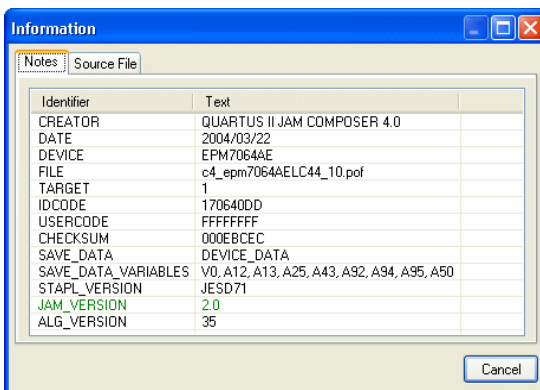 Information
Notes Source File
Identifier Text
CREATOR QUARTUS II JAM COMPOSER 4.0
DATE 2004/03/22
DEVICE EPM7064AE
FILE c4_epm7064AELC44_10.pof
TARGET 1
IDCODE 170640DD
USERCODE FFFFFFFF
CHECKSUM 000EBCEC
SAVE_DATA DEVICE_DATA
SAVE_DATA_VARIABLES V0, A12, A13, A25, A43, A92, A94, A95, A50
STAPL_VERSION JESD71
JAM_VERSION 2.0
ALG_VERSION 35
Cancel